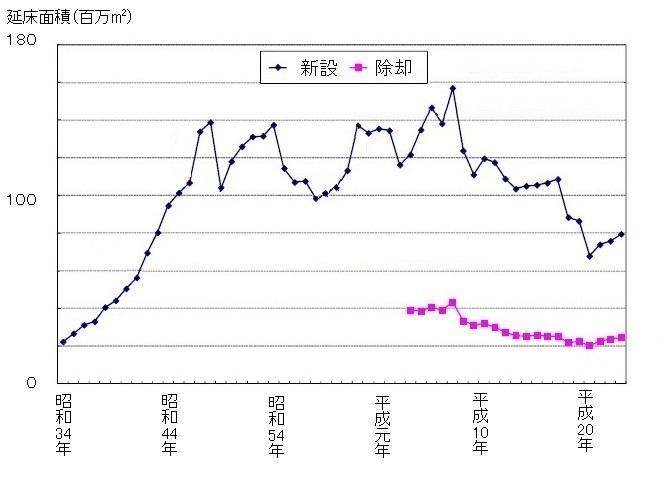 延床面積(百万㎡)
180
新設 除却
100
0
昭和34年
昭和44年
昭和54年
平成元年
平成10年
平成20年